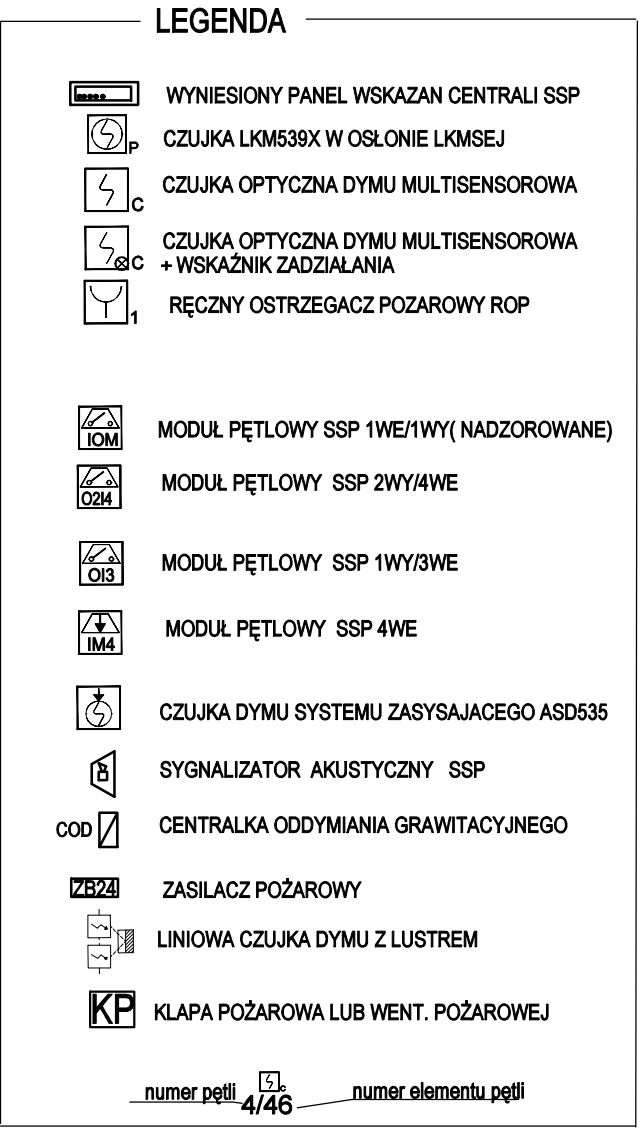 LEGENDA
WYNIESIONY PANEL WSKAZAN CENTRALI SSP
P CZUJKA LKM539X W OSŁONIE LKMSEJ
C CZUJKA OPTYCZNA DYMU MULTISENSOROWA
C CZUJKA OPTYCZNA DYMU MULTISENSOROWA
+ WSKAŹNIK ZADZIAŁANIA
1 RĘCZNY OSTRZEGACZ POZAROWY ROP
IOM MODUŁ PĘTLOWY SSP 1WE/1WY( NADZOROWANE)
O2I4 MODUŁ PĘTLOWY SSP 2WY/4WE
OI3 MODUŁ PĘTLOWY SSP 1WY/3WE
IM4 MODUŁ PĘTLOWY SSP 4WE
CZUJKA DYMU SYSTEMU ZASYSAJACEGO ASD535
SYGNALIZATOR AKUSTYCZNY SSP
COD CENTRALKA ODDYMIANIA GRAWITACYJNEGO
ZB24 ZASILACZ POŻAROWY
LINIOWA CZUJKA DYMU Z LUSTREM
KP KLAPA POŻAROWA LUB WENT. POŻAROWEJ
c
numer pętli 4/46 numer elementu pętli